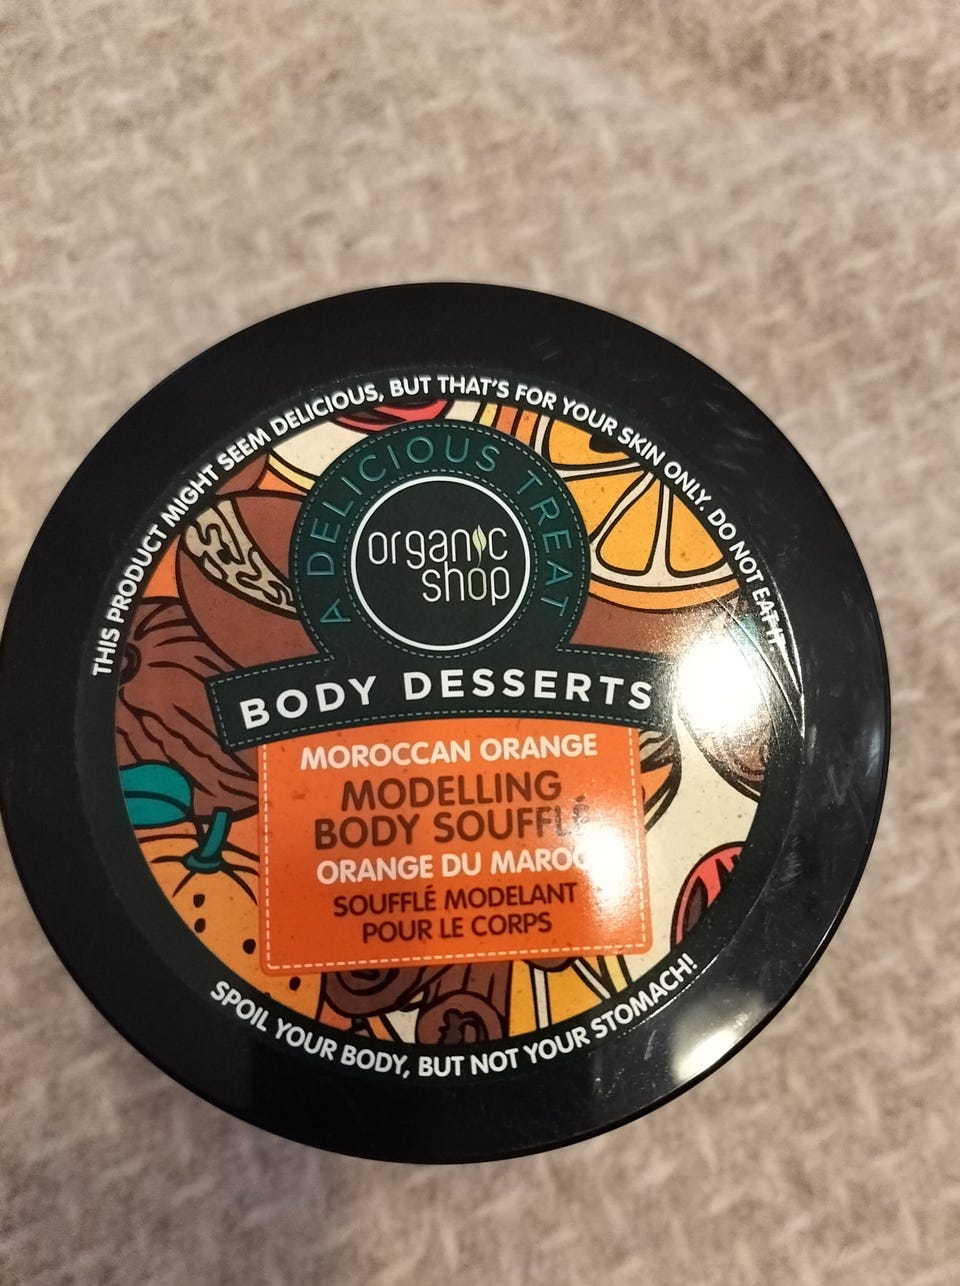 THIS PRODUCT MIGHT SEEM DELICIOUS, BUT THAT'S FOR YOUR SKIN ONLY. DO NOT EAT IT.
A DELICIOUS TREAT
organic
shop
BODY DESSERTS
MOROCCAN ORANGE
MODELLING
BODY SOUFFLÉ
ORANGE DU MAROC
SOUFFLÉ MODELANT
POUR LE CORPS
SPOIL YOUR BODY, BUT NOT YOUR STOMACH!